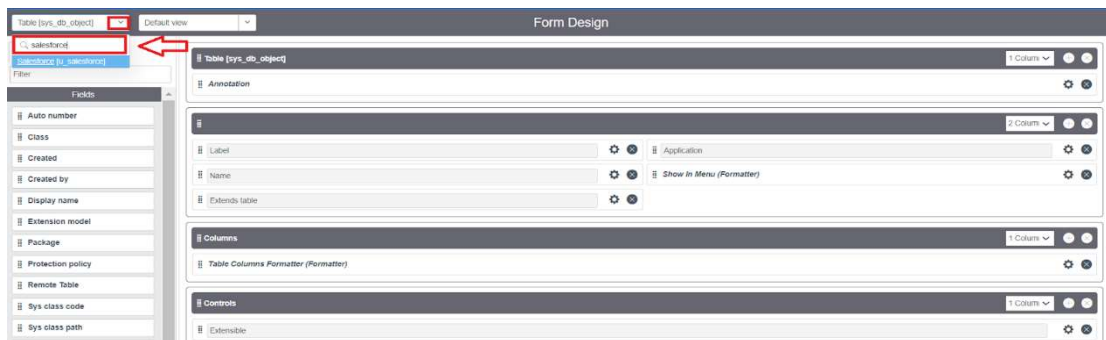 Table [sys_db_object] Default view Form Design
salesforce
Salesforce [u_salesforce]
Filter
Fields
Auto number
Class
Created
Created by
Display name
Extension model
Package
Protection policy
Remote Table
Sys class code
Sys class path
Table [sys_db_object] 1 Column
Annotation
2 Column
Label Application
Name Show In Menu (Formatter)
Extends table
Columns 1 Column
Table Columns Formatter (Formatter)
Controls 1 Column
Extensible